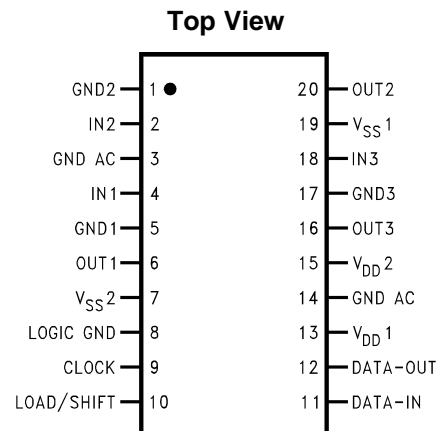 Top View
GND2 1 20 OUT2
IN2 2 19 VSS1
GND AC 3 18 IN3
IN1 4 17 GND3
GND1 5 16 OUT3
OUT1 6 15 VDD2
VSS2 7 14 GND AC
LOGIC GND 8 13 VDD1
CLOCK 9 12 DATA-OUT
LOAD/SHIFT 10 11 DATA-IN